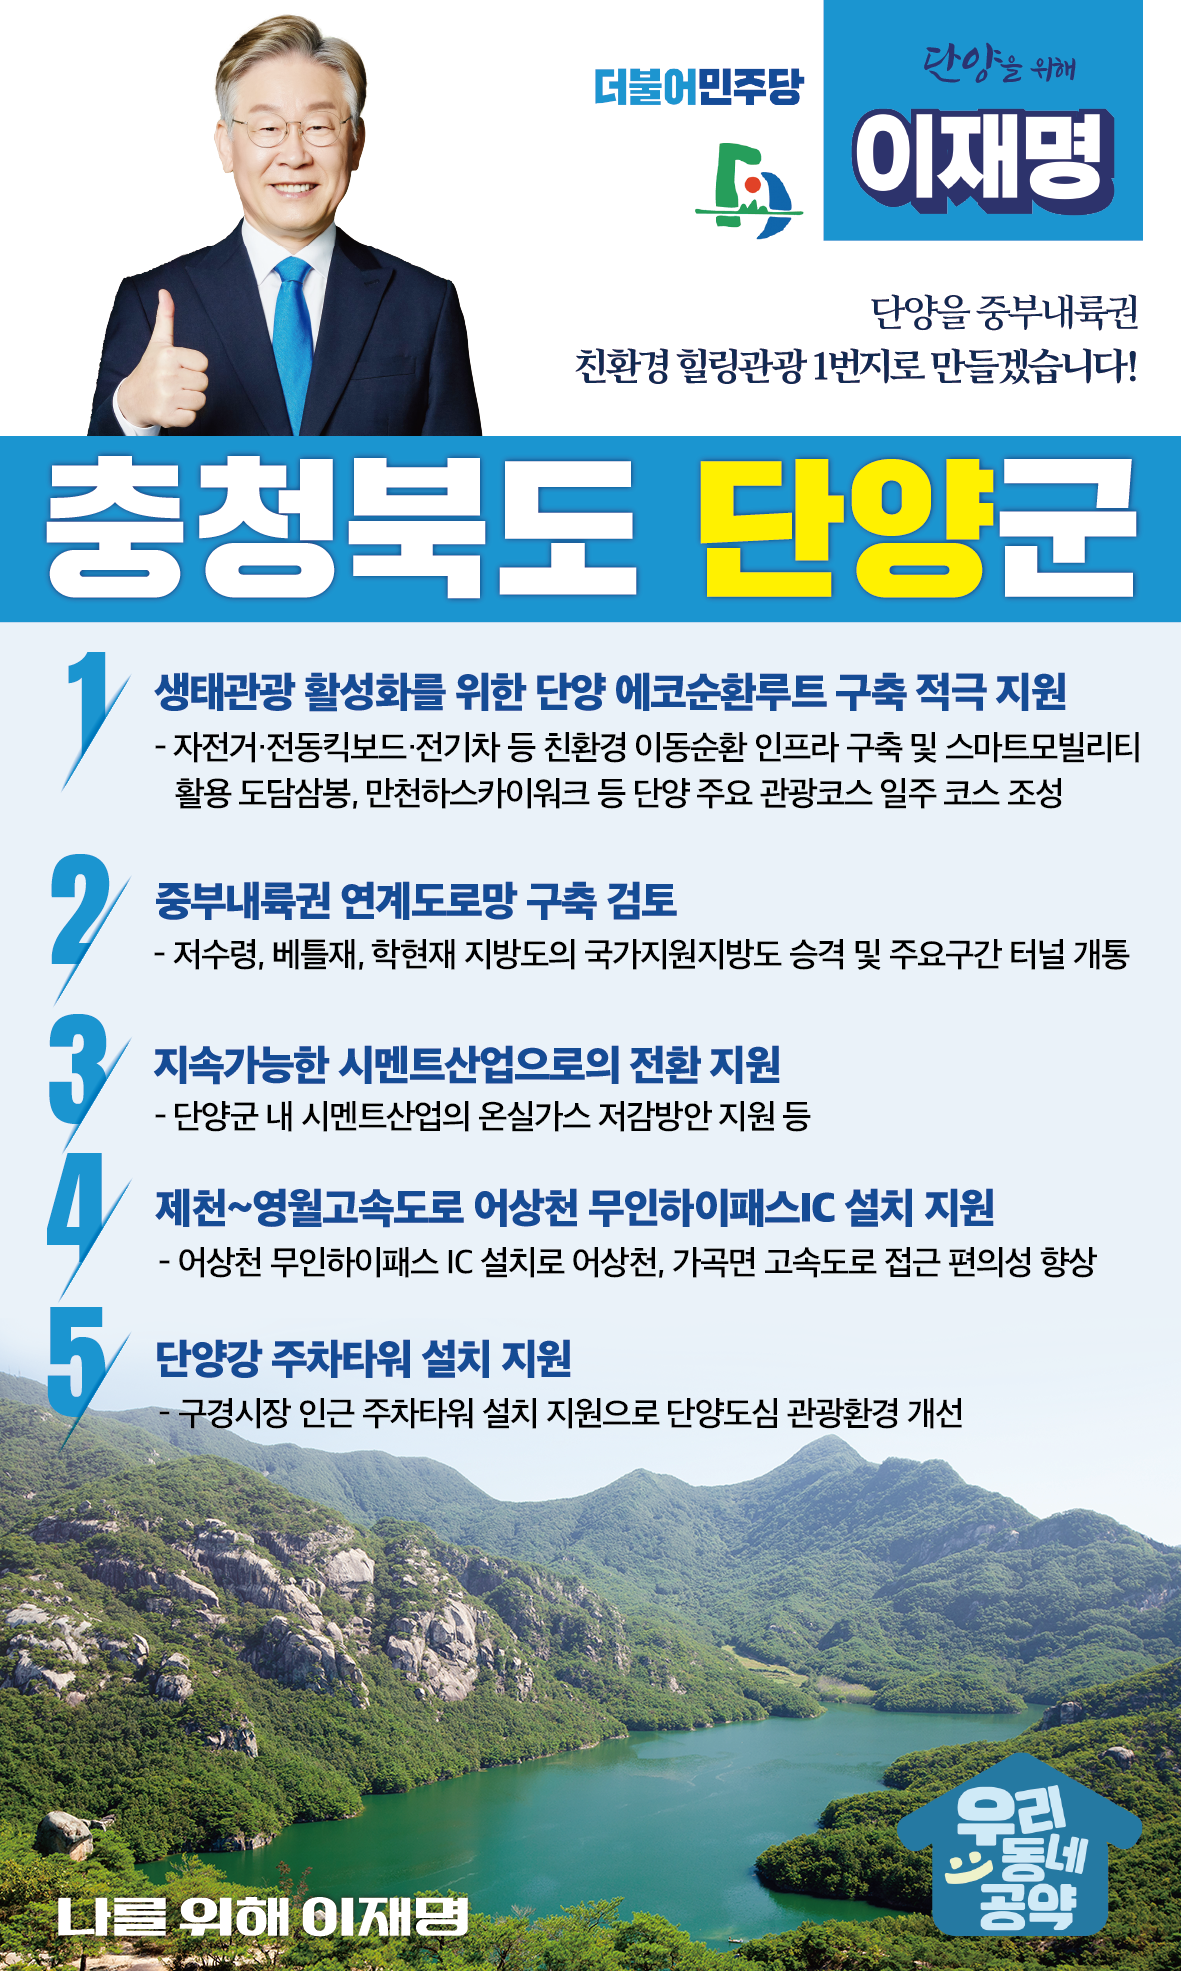 더불어민주당
단양을 위해
이재명
단양을 중부내륙권
친환경 힐링관광 1번지로 만들겠습니다!
충청북도 단양군
1
생태관광 활성화를 위한 단양 에코순환루트 구축 적극 지원
- 자전거·전동킥보드·전기차 등 친환경 이동순환 인프라 구축 및 스마트모빌리티
활용 도담삼봉, 만천하스카이워크 등 단양 주요 관광코스 일주 코스 조성
2
중부내륙권 연계도로망 구축 검토
- 저수령, 베틀재, 학현재 지방도의 국가지원지방도 승격 및 주요구간 터널 개통
3
지속가능한 시멘트산업으로의 전환 지원
- 단양군 내 시멘트산업의 온실가스 저감방안 지원 등
4
제천~영월고속도로 어상천 무인하이패스IC 설치 지원
- 어상천 무인하이패스 IC 설치로 어상천, 가곡면 고속도로 접근 편의성 향상
5
단양강 주차타워 설치 지원
- 구경시장 인근 주차타워 설치 지원으로 단양도심 관광환경 개선
우리
동네
공약
나를 위해 이재명